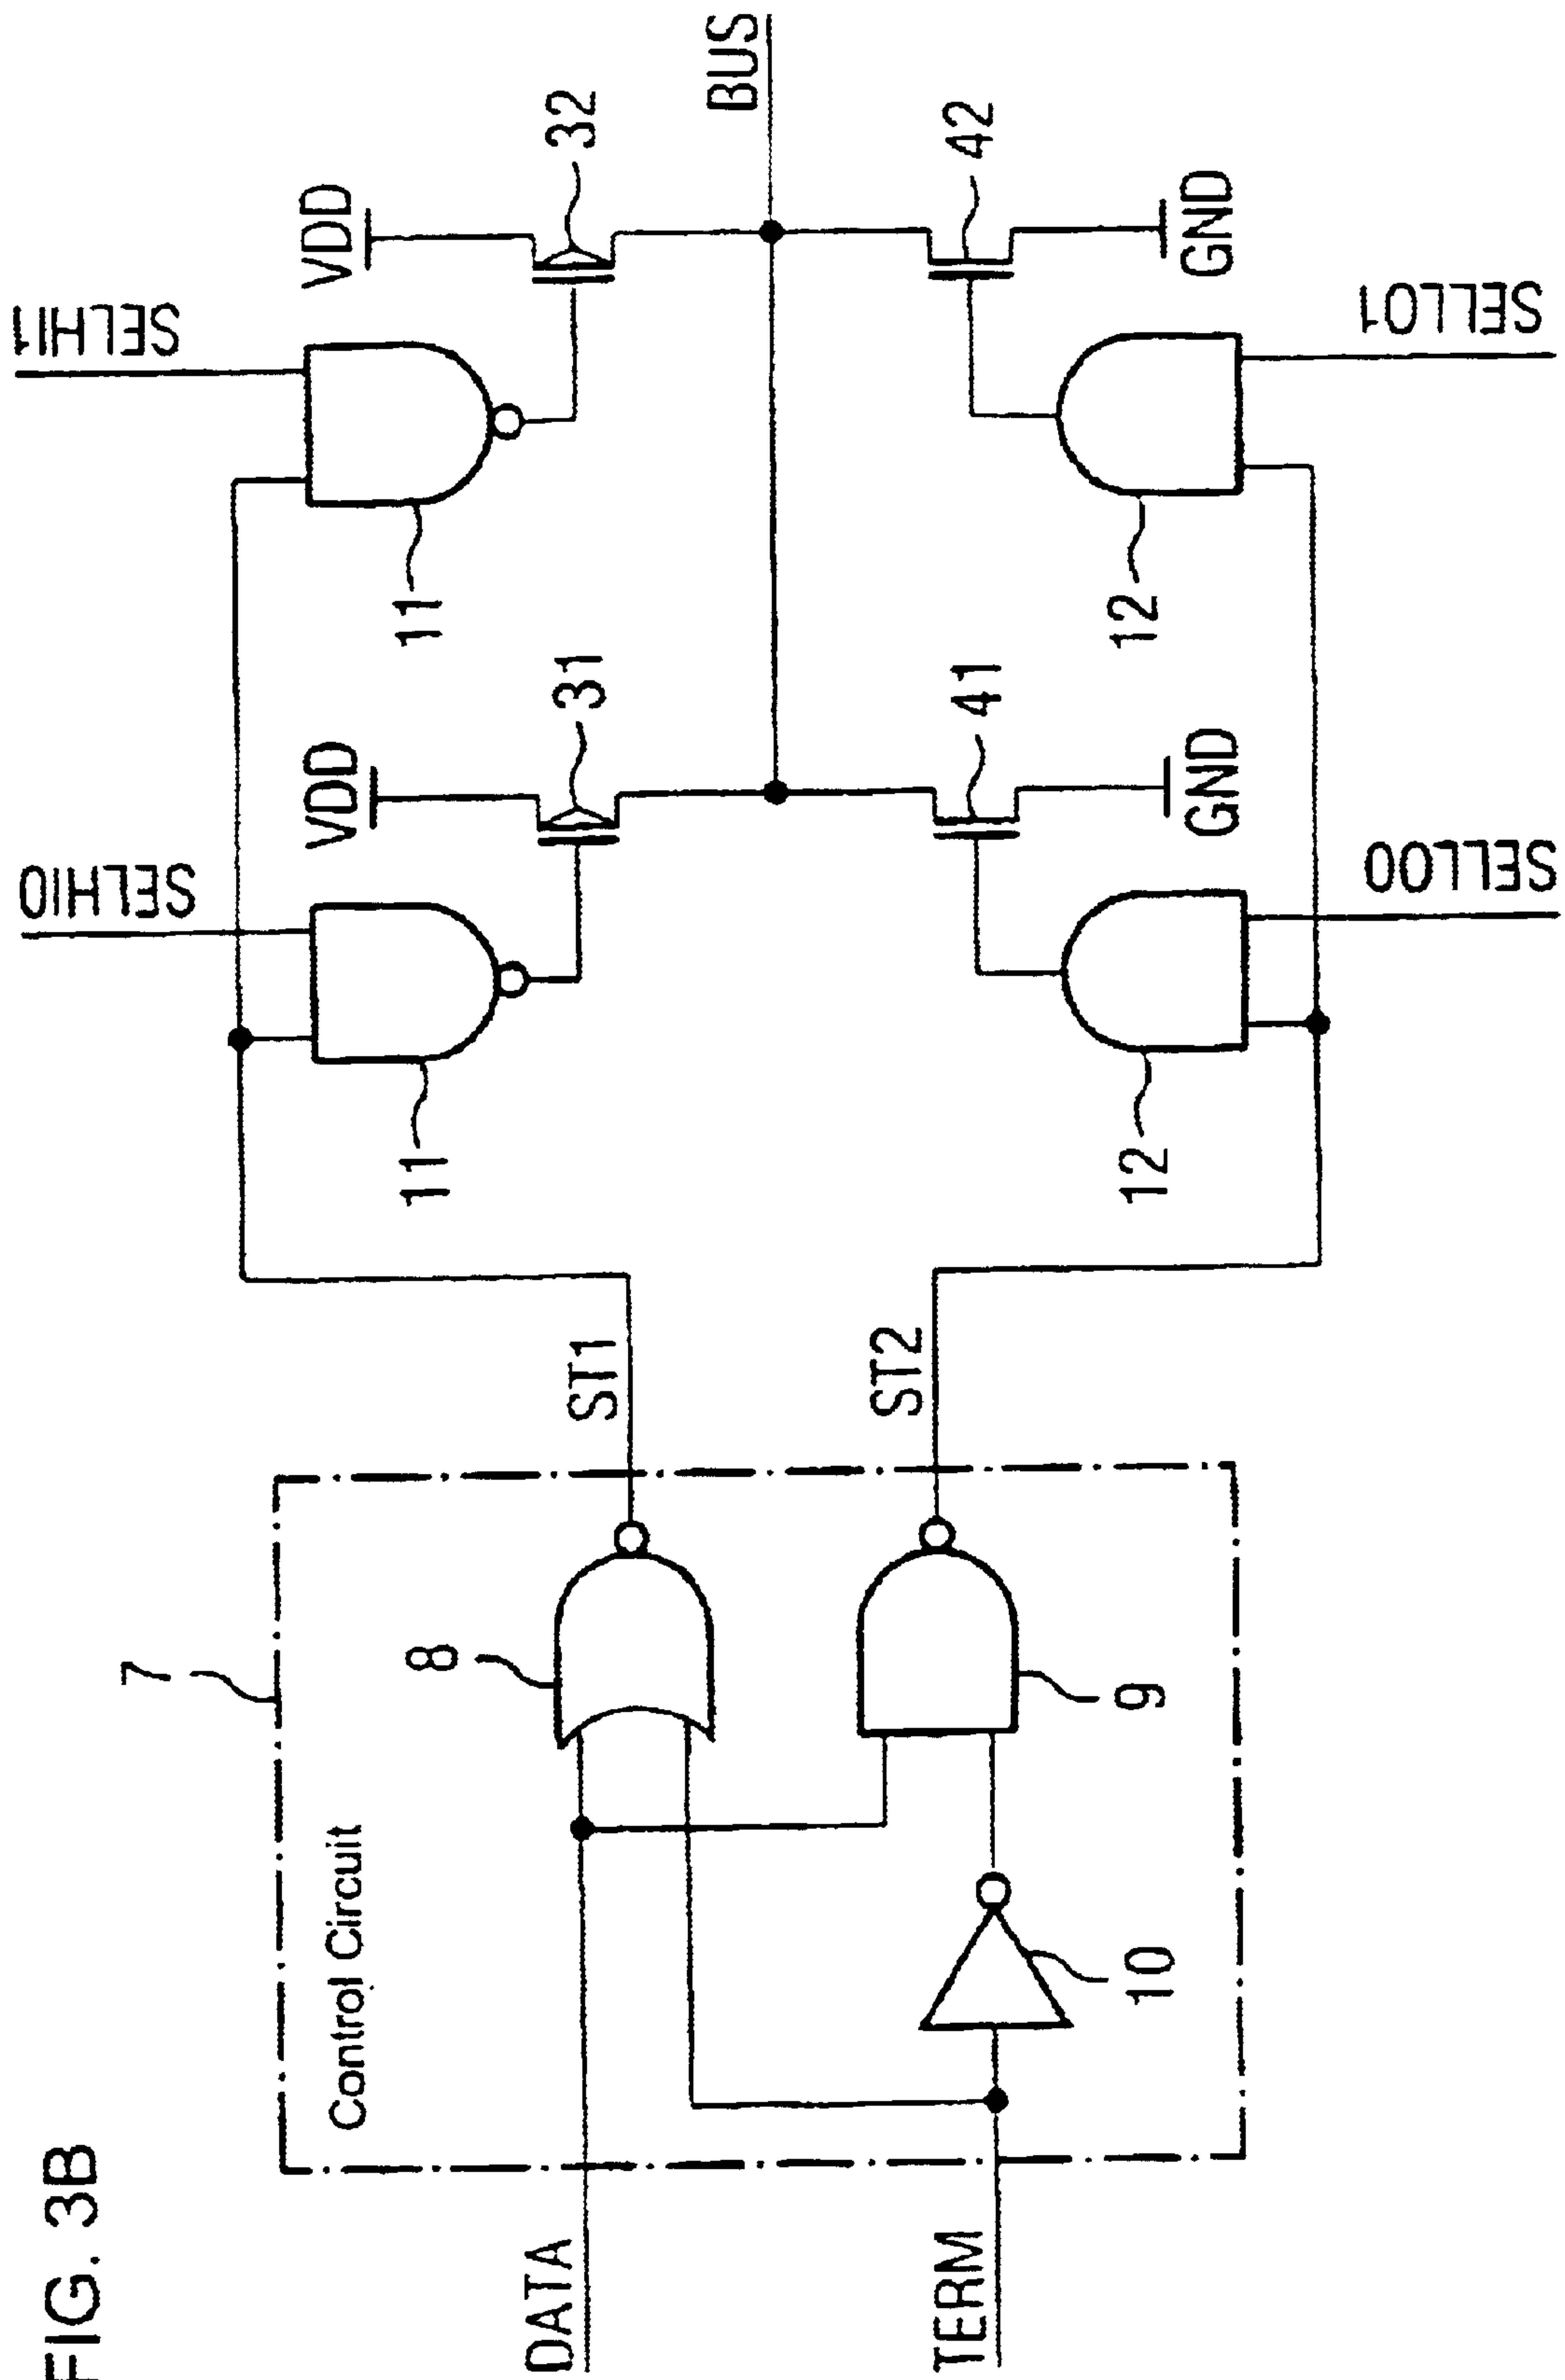 FIG. 3B
7
Control Circuit
DATA
TERM
8
9
10
ST1
ST2
SELHI0
SELHI1
11
11
VDD
VDD
31
32
BUS
41
42
GND
GND
12
12
SELLO0
SELLO1